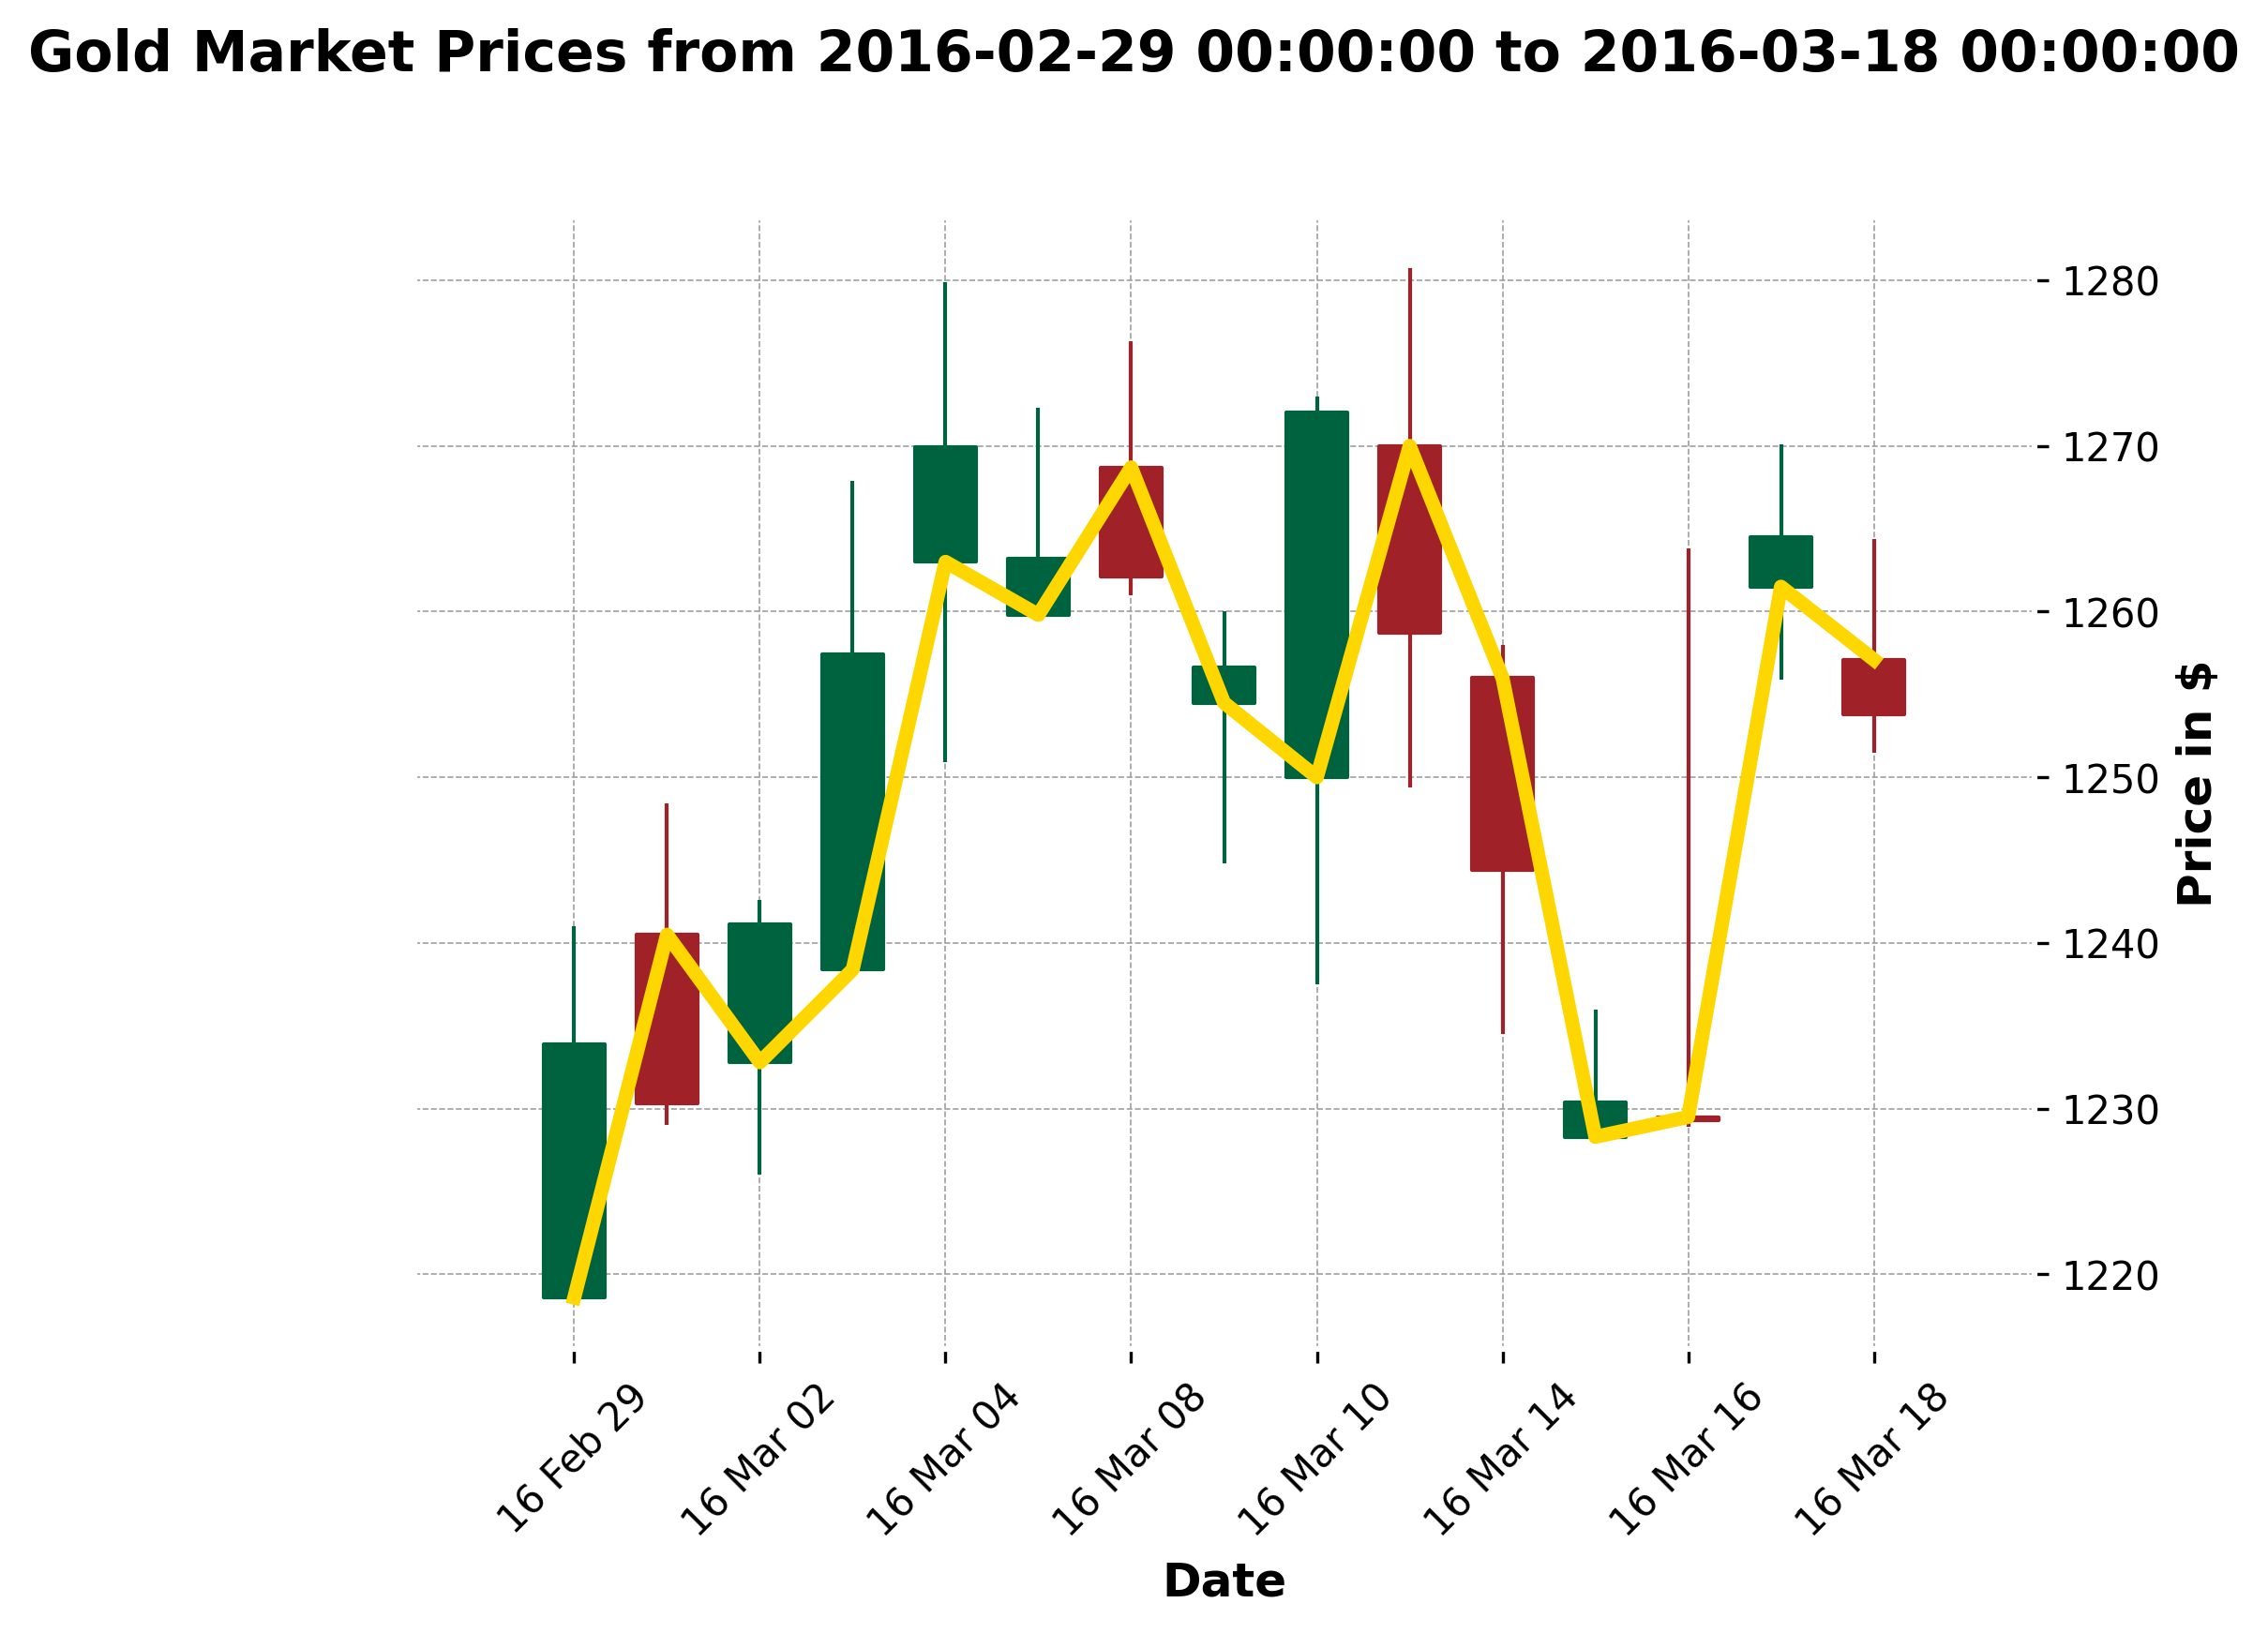 Gold Market Prices from 2016-02-29 00:00:00 to 2016-03-18 00:00:00
1280
1270
1260
1250
1240
1230
1220
Price in $
16 Feb 29
16 Mar 02
16 Mar 04
16 Mar 08
16 Mar 10
16 Mar 14
16 Mar 16
16 Mar 18
Date